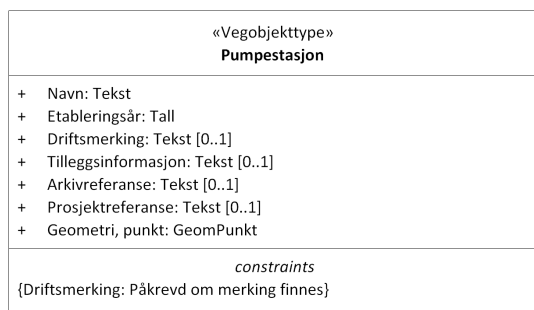 «Vegobjekttype»
Pumpestasjon
+ Navn: Tekst
+ Etableringsår: Tall
+ Driftsmerking: Tekst [0..1]
+ Tilleggsinformasjon: Tekst [0..1]
+ Arkivreferanse: Tekst [0..1]
+ Prosjektreferanse: Tekst [0..1]
+ Geometri, punkt: GeomPunkt
constraints
{Driftsmerking: Påkrevd om merking finnes}